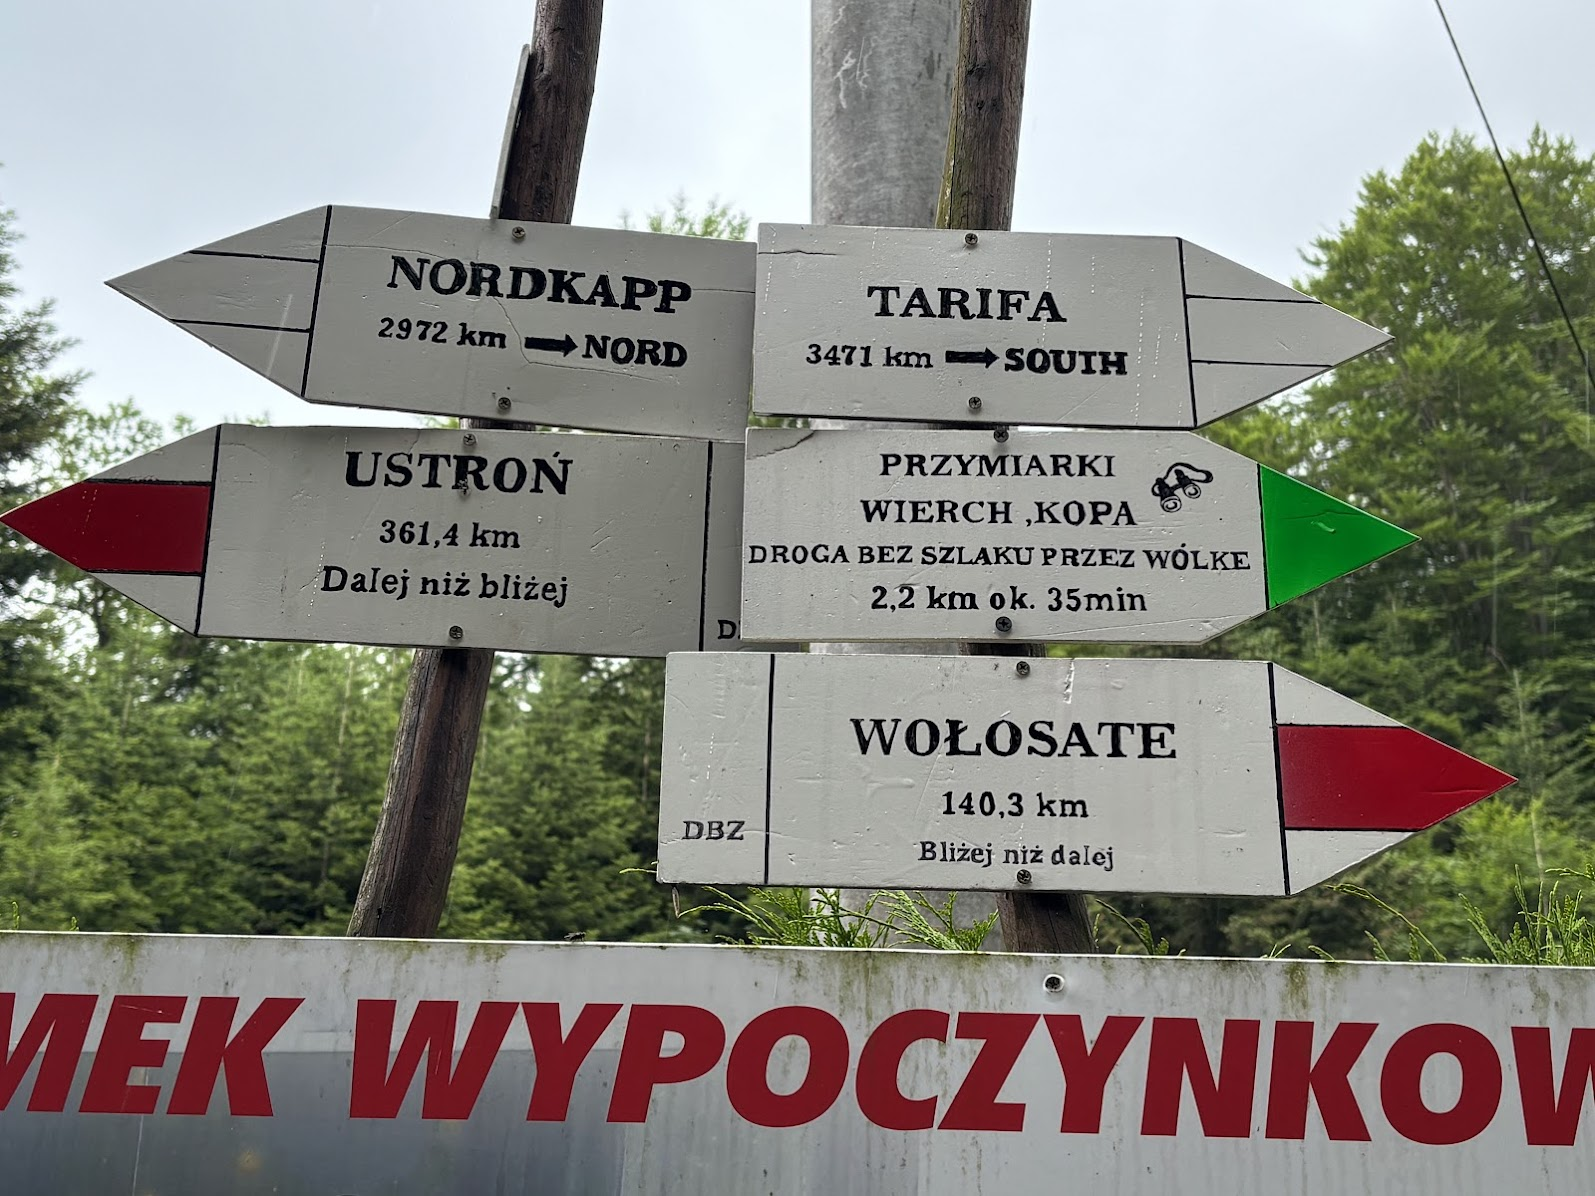 NORDKAPP
2972 km → NORD
TARIFA
3471 km → SOUTH
USTROŃ
361,4 km
Dalej niż bliżej
PRZYMIARKI
WIERCH ,KOPA
DROGA BEZ SZLAKU PRZEZ WÓLKE
2,2 km ok. 35min
WOŁOSATE
140,3 km
Bliżej niż dalej
DBZ
MEK WYPOCZYNKOW